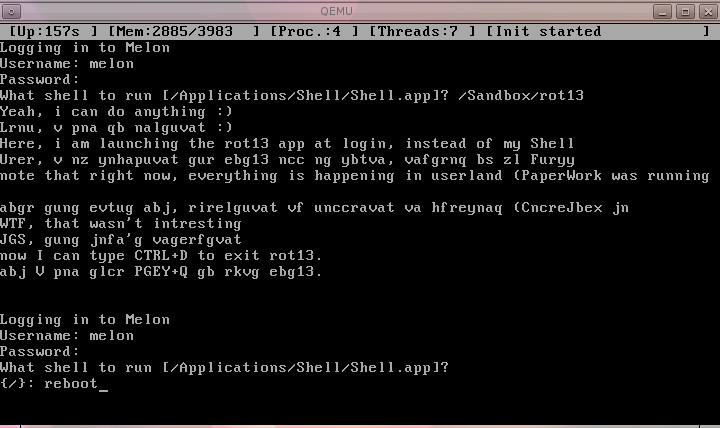 QEMU
[Up:157s ] [Mem:2885/3983 ] [Proc.:4 ] [Threads:7 ] [Init started ]
Logging in to Melon
Username: melon
Password:
What shell to run [/Applications/Shell/Shell.app]? /Sandbox/rot13
Yeah, i can do anything :)
Lrnu, v pna qb nalguvat :)
Here, i am launching the rot13 app at login, instead of my Shell
Urer, v nz ynhapuvat gur ebg13 ncc ng ybtva, vafgrnq bs zl Furyy
note that right now, everything is happening in userland (PaperWork was running
abgr gung evtug abj, rirelguvat vf unccravat va hfreynaq (CncreJbex jn
WTF, that wasn't intresting
JGS, gung jnfa'g vagerfgvat
now I can type CTRL+D to exit rot13.
abj V pna glcr PGEY+Q gb rkvg ebg13.
Logging in to Melon
Username: melon
Password:
What shell to run [/Applications/Shell/Shell.app]?
{/}: reboot_